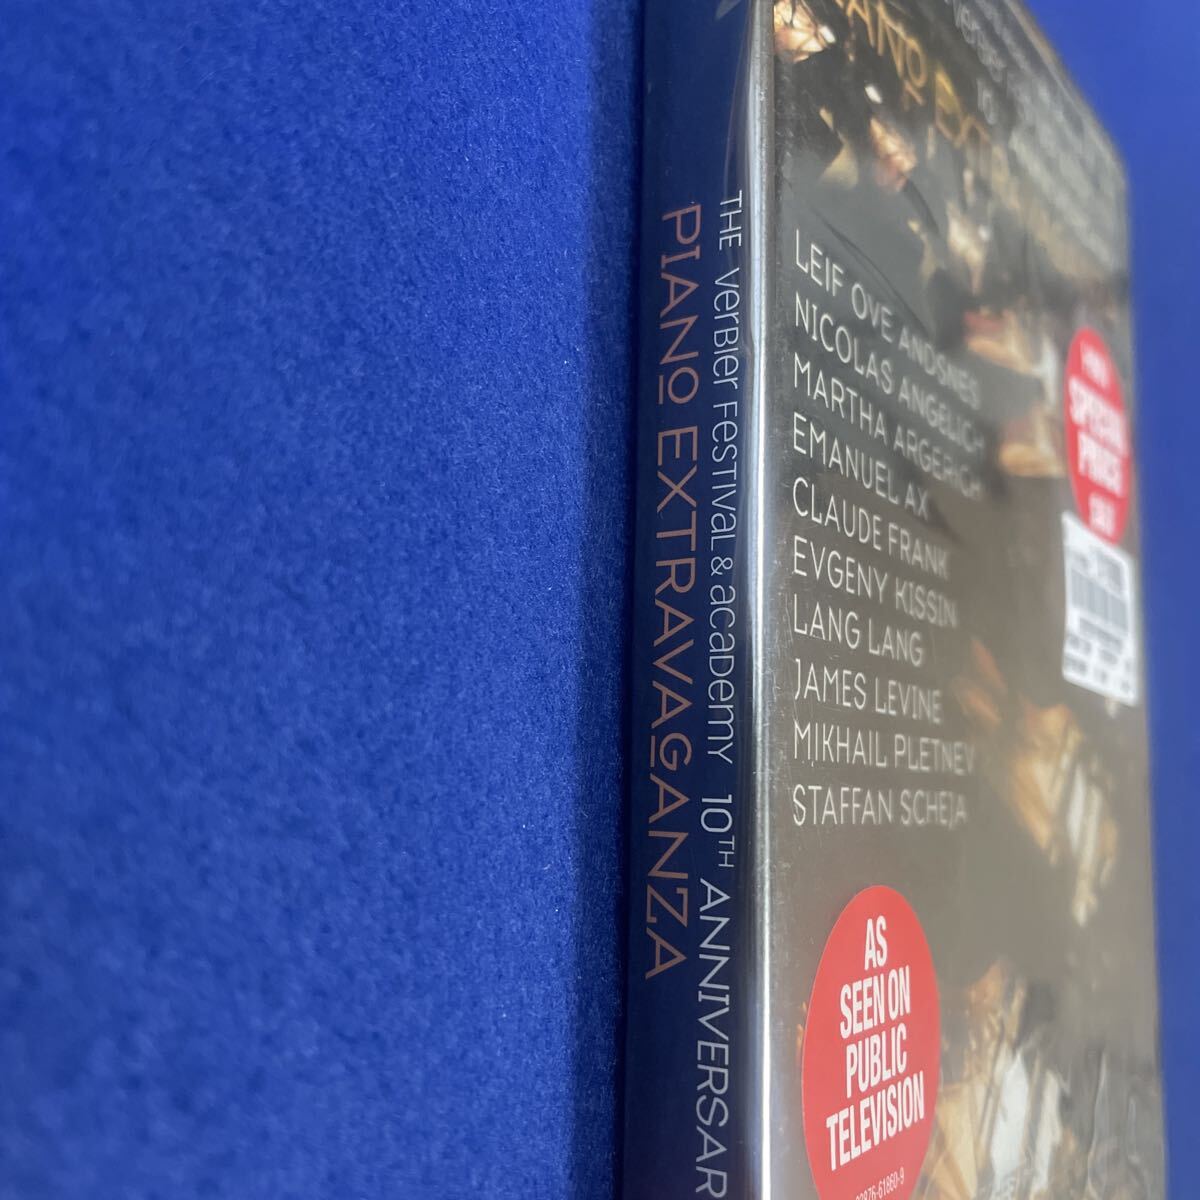 THE VERBIER FESTIVAL & ACADEMY 10TH ANNIVERSAR
PIANO EXTRAVAGANZA
LEIF OVE ANDSNES
NICOLAS ANGELICH
MARTHA ARGERICH
EMANUEL AX
CLAUDE FRANK
EVGENY KISSIN
LANG LANG
JAMES LEVINE
MIKHAIL PLETNEV
STAFFAN SCHEJA
SPECIAL
PRICE
AS
SEEN ON
PUBLIC
TELEVISION